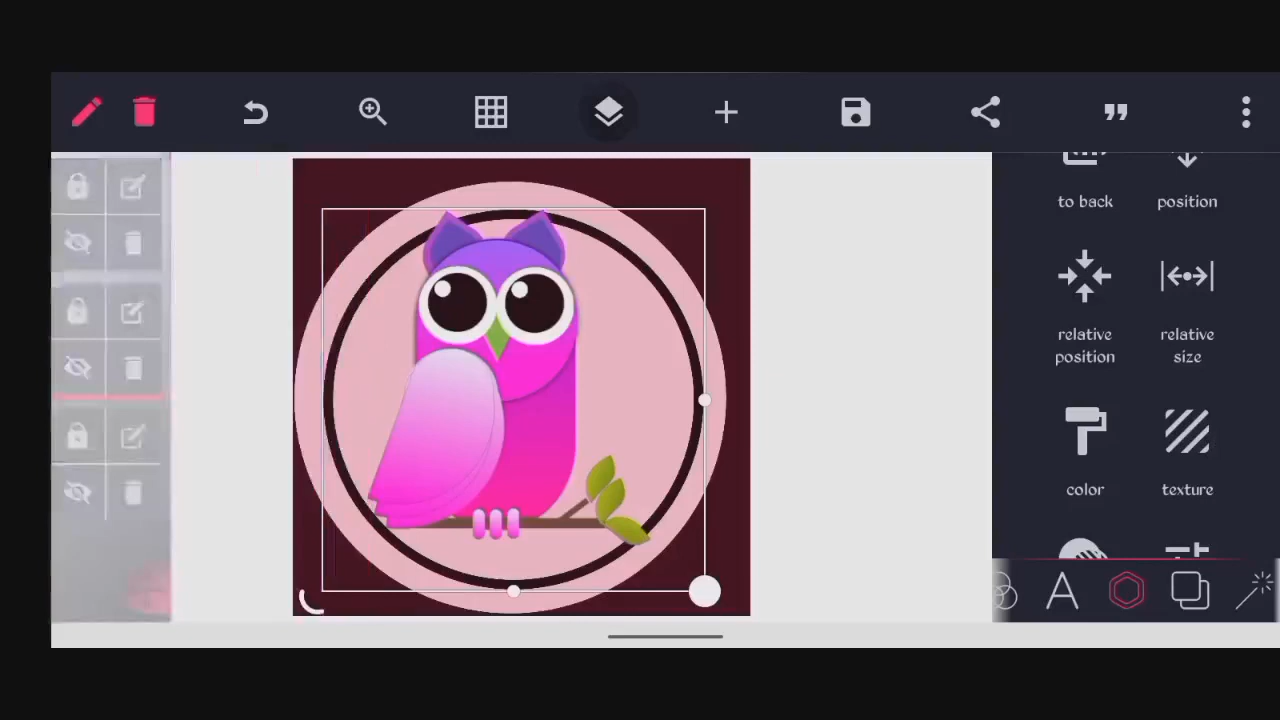 to back
position
relative
position
relative
size
color
texture